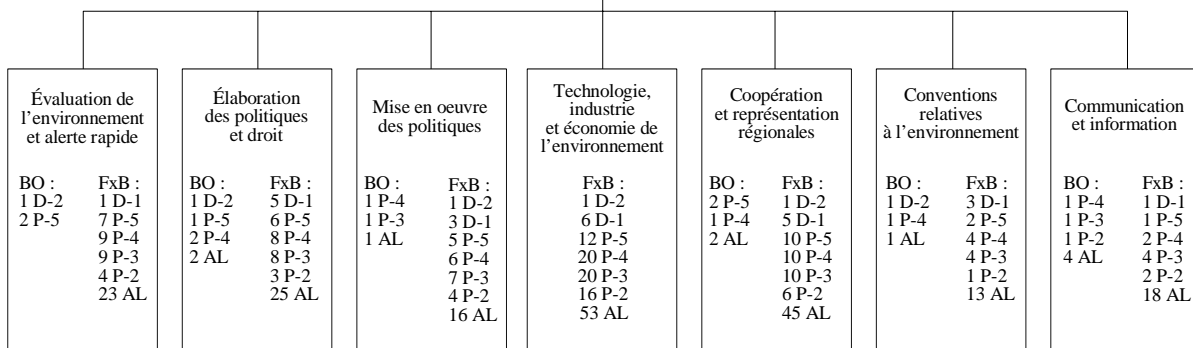 Évaluation de
l’environnement
et alerte rapide
BO :
1 D-2
2 P-5
FxB :
1 D-1
7 P-5
9 P-4
9 P-3
4 P-2
23 AL
Élaboration
des politiques
et droit
BO :
1 D-2
1 P-5
2 P-4
2 AL
FxB :
5 D-1
6 P-5
8 P-4
8 P-3
3 P-2
25 AL
Mise en oeuvre
des politiques
BO :
1 P-4
1 P-3
1 AL
FxB :
1 D-2
3 D-1
5 P-5
6 P-4
7 P-3
4 P-2
16 AL
Technologie,
industrie
et économie de
l’environnement
FxB :
1 D-2
6 D-1
12 P-5
20 P-4
20 P-3
16 P-2
53 AL
Coopération
et représentation
régionales
BO :
2 P-5
1 P-4
2 AL
FxB :
1 D-2
5 D-1
10 P-5
10 P-4
10 P-3
6 P-2
45 AL
Conventions
relatives
à l’environnement
BO :
1 D-2
1 P-4
1 AL
FxB :
3 D-1
2 P-5
4 P-4
4 P-3
1 P-2
13 AL
Communication
et information
BO :
1 P-4
1 P-3
1 P-2
4 AL
FxB :
1 D-1
1 P-5
2 P-4
4 P-3
2 P-2
18 AL